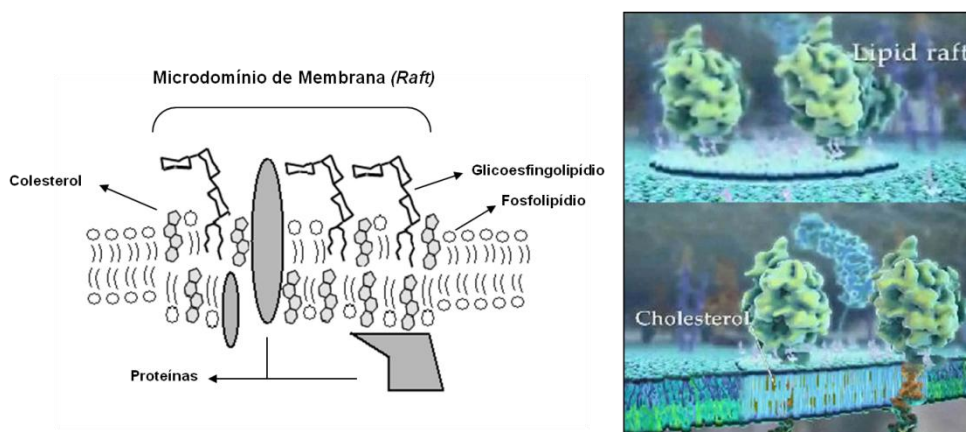 Microdomínio de Membrana (Raft)
Colesterol
Glicoesfingolipídio
Fosfolipídio
Proteínas
Lipid raft
Cholesterol